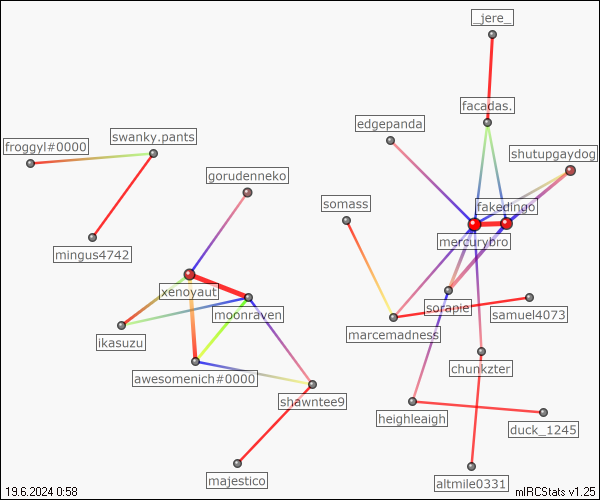 _jere_
facadas.
edgepanda
swanky.pants
froggyl#0000
shutupgaydog
gorudenneko
somass
fakedingo
mercurybro
mingus4742
xenoyaut
moonraven
sorapie
samuel4073
marcemadness
ikasuzu
chunkzter
awesomenich#0000
shawntee9
heighleaigh
duck_1245
majestico
altmile0331
19.6.2024 0:58
mIRCStats v1.25